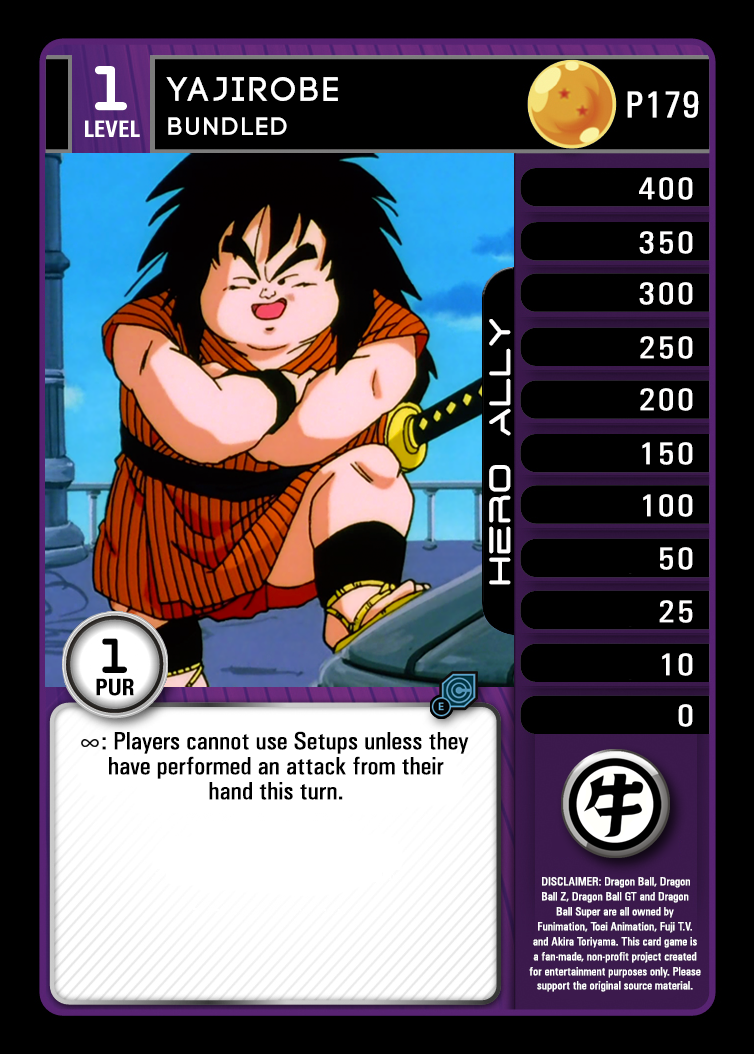 1
LEVEL
YAJIROBE
BUNDLED
P179
400
350
300
250
200
150
100
50
25
10
0
HERO ALLY
1
PUR
E
∞: Players cannot use Setups unless they
have performed an attack from their
hand this turn.
牛
DISCLAIMER: Dragon Ball, Dragon
Ball Z, Dragon Ball GT and Dragon
Ball Super are all owned by
Funimation, Toei Animation, Fuji T.V.
and Akira Toriyama. This card game is
a fan-made, non-profit project created
for entertainment purposes only. Please
support the original source material.